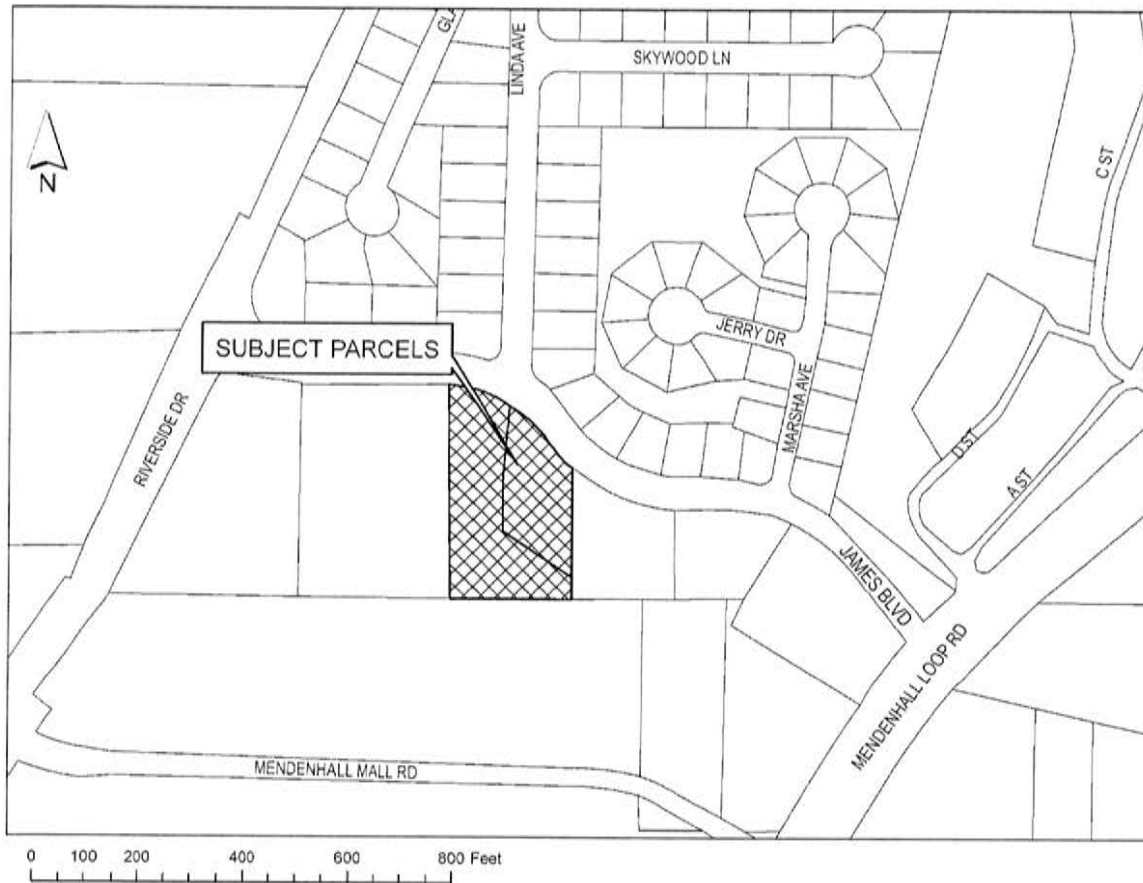 GLA
LINDA AVE
SKYWOOD LN
N
C ST
SUBJECT PARCELS
JERRY DR
RIVERSIDE DR
MARSHA AVE
D ST
A ST
JAMES BLVD
MENDENHALL LOOP RD
MENDENHALL MALL RD
0 100 200 400 600 800 Feet